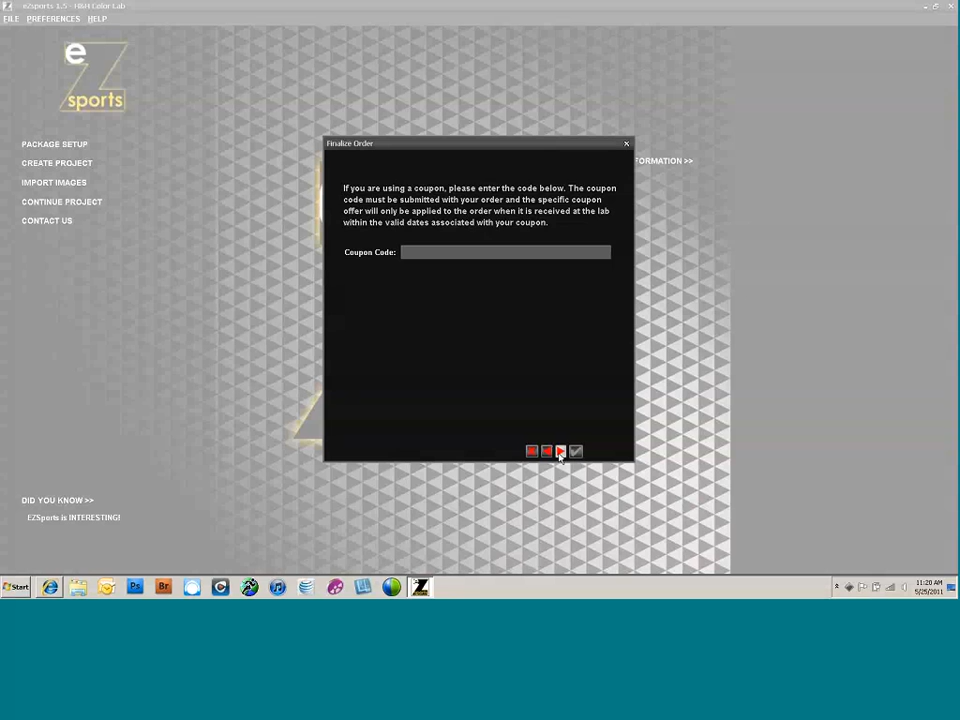 eZsports 1.5 - H&H Color Lab
FILE PREFERENCES HELP
eZ sports
PACKAGE SETUP
CREATE PROJECT
IMPORT IMAGES
CONTINUE PROJECT
CONTACT US
FORMATION >>
Finalize Order
If you are using a coupon, please enter the code below. The coupon
code must be submitted with your order and the specific coupon
offer will only be applied to the order when it is received at the lab
within the valid dates associated with your coupon.
Coupon Code:
DID YOU KNOW >>
EZSports is INTERESTING!
Start
Ps
Br
11:20 AM
5/25/2011